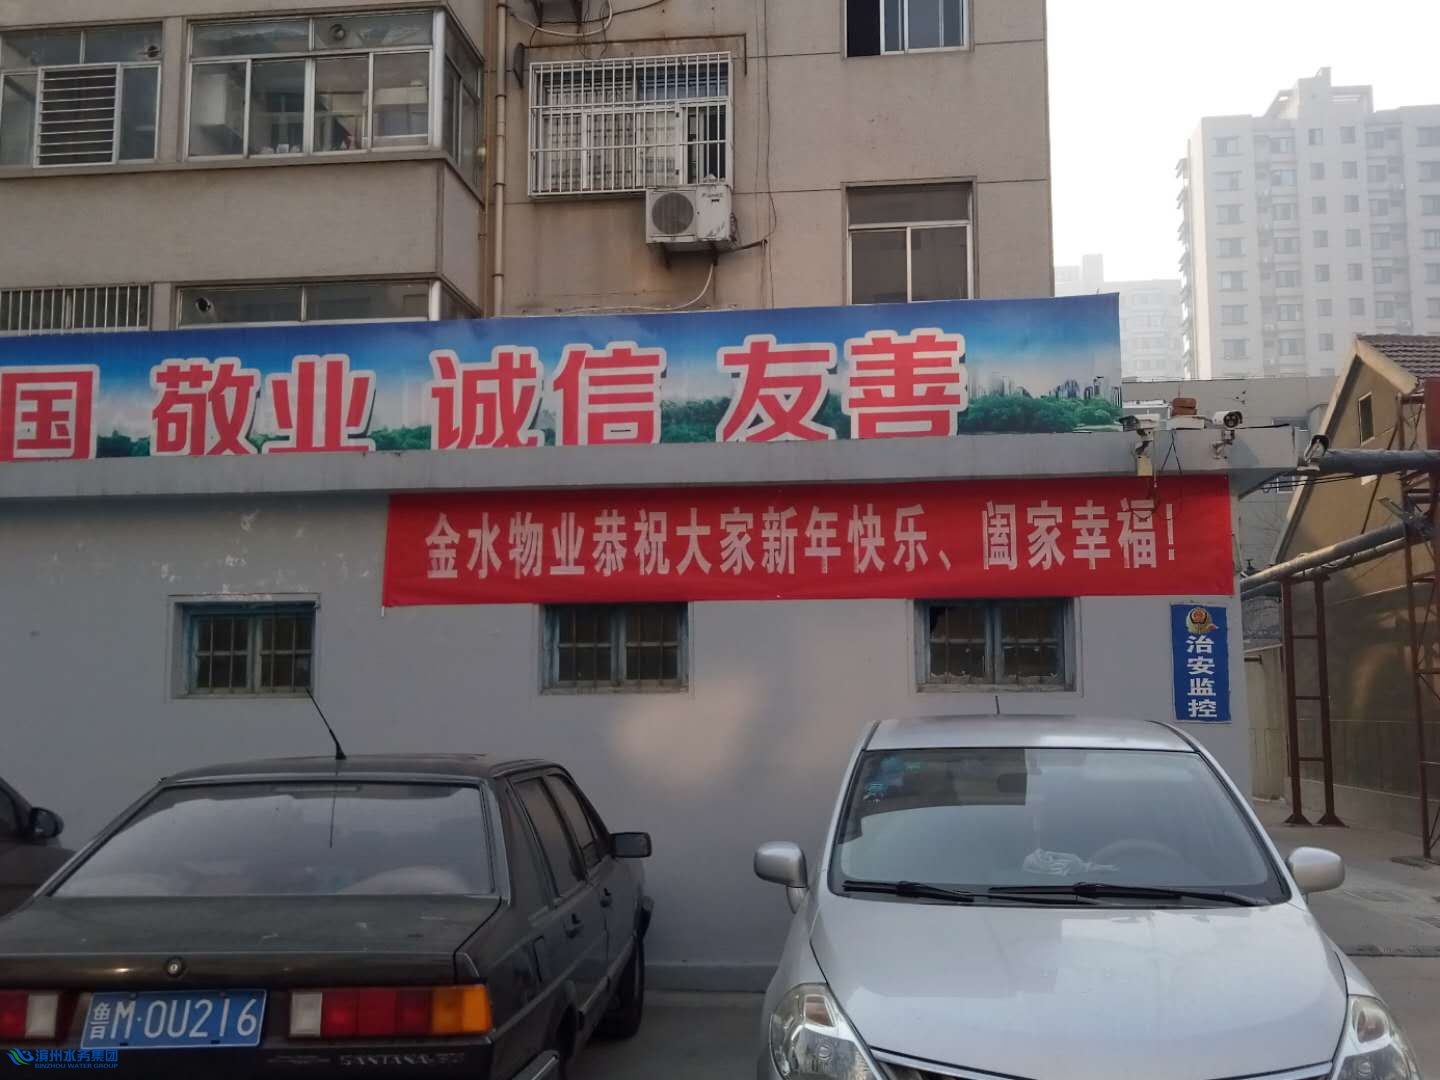 国 敬业 诚信 友善
金水物业恭祝大家新年快乐、阖家幸福！
治安监控
鲁M·0U216
SANTANA
滨州水务集团
BINZHOU WATER GROUP